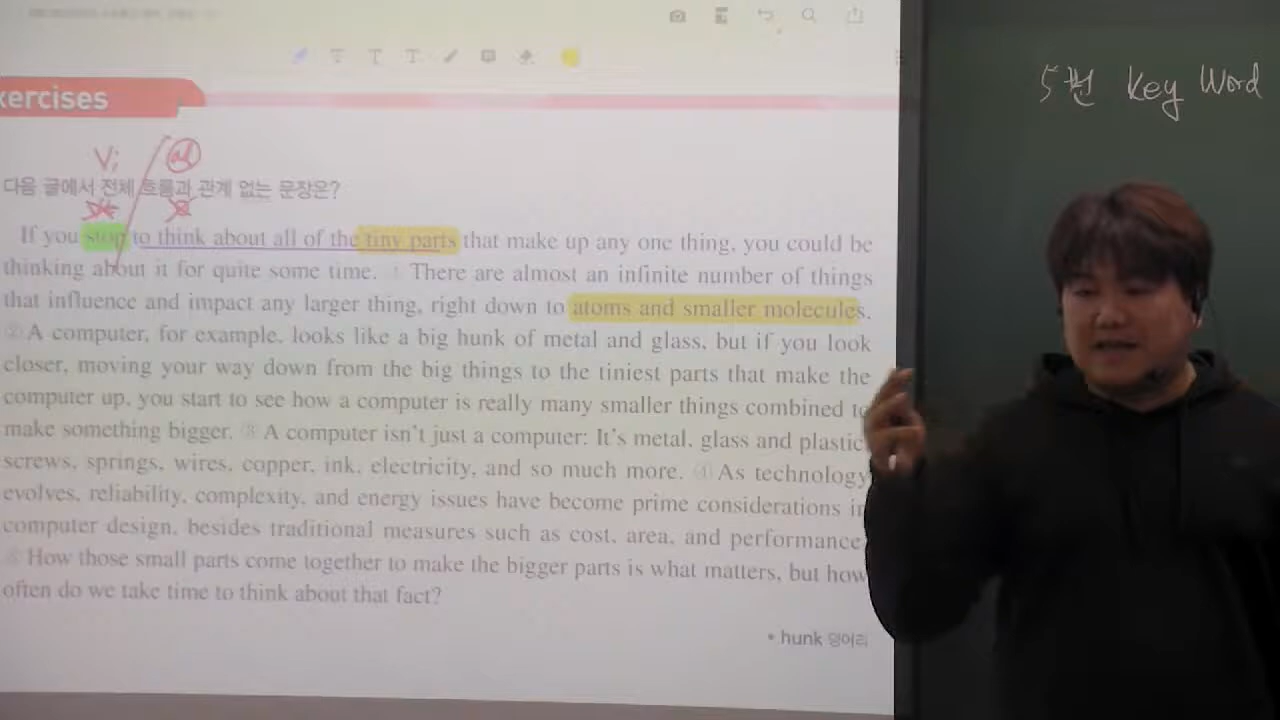 5번 Key Word
xercises
Vi
ad
다음 글에서 전체 흐름과 관계 없는 문장은?
If you stop to think about all of the tiny parts that make up any one thing, you could be
thinking about it for quite some time. ① There are almost an infinite number of things
that influence and impact any larger thing, right down to atoms and smaller molecules.
② A computer, for example, looks like a big hunk of metal and glass, but if you look
closer, moving your way down from the big things to the tiniest parts that make the
computer up, you start to see how a computer is really many smaller things combined to
make something bigger. ③ A computer isn't just a computer: It's metal, glass and plastic,
screws, springs, wires, copper, ink, electricity, and so much more. ④ As technology
evolves, reliability, complexity, and energy issues have become prime considerations in
computer design, besides traditional measures such as cost, area, and performance.
⑤ How those small parts come together to make the bigger parts is what matters, but how
often do we take time to think about that fact?
* hunk 덩어리